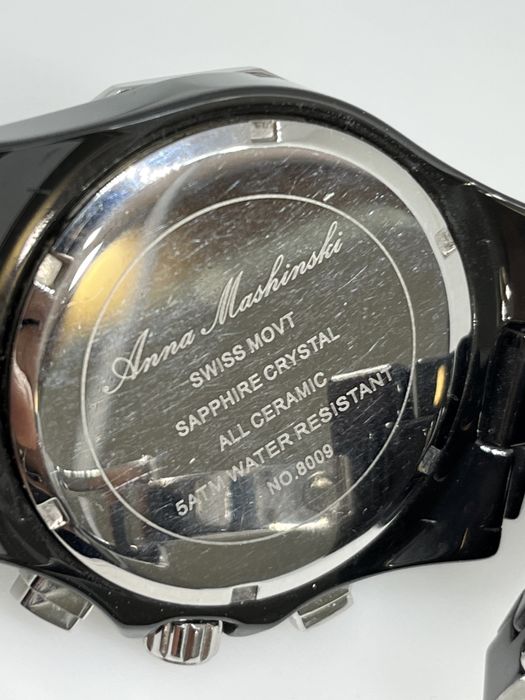 Anna Mashinski
SWISS MOVT
SAPPHIRE CRYSTAL
ALL CERAMIC
5ATM WATER RESISTANT
NO.8009